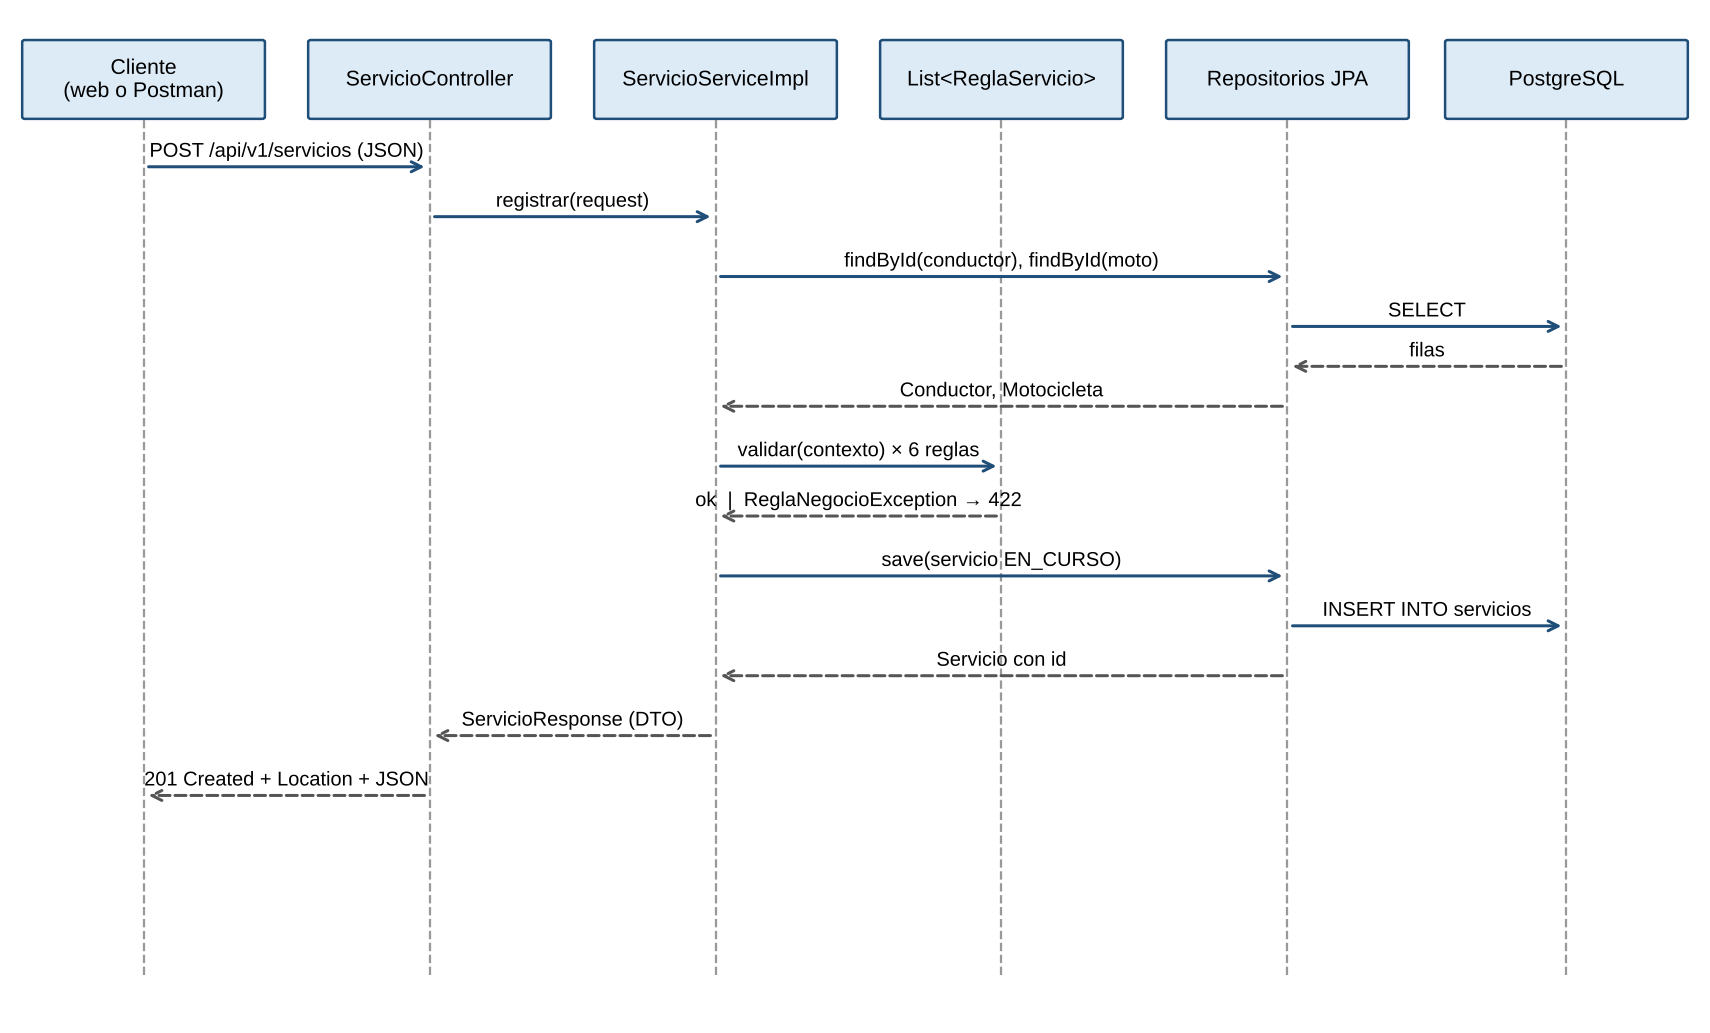 Cliente
(web o Postman)
ServicioController
ServicioServiceImpl
List<ReglaServicio>
Repositorios JPA
PostgreSQL
POST /api/v1/servicios (JSON)
registrar(request)
findById(conductor), findById(moto)
SELECT
filas
Conductor, Motocicleta
validar(contexto) × 6 reglas
ok | ReglaNegocioException → 422
save(servicio EN_CURSO)
INSERT INTO servicios
Servicio con id
ServicioResponse (DTO)
201 Created + Location + JSON